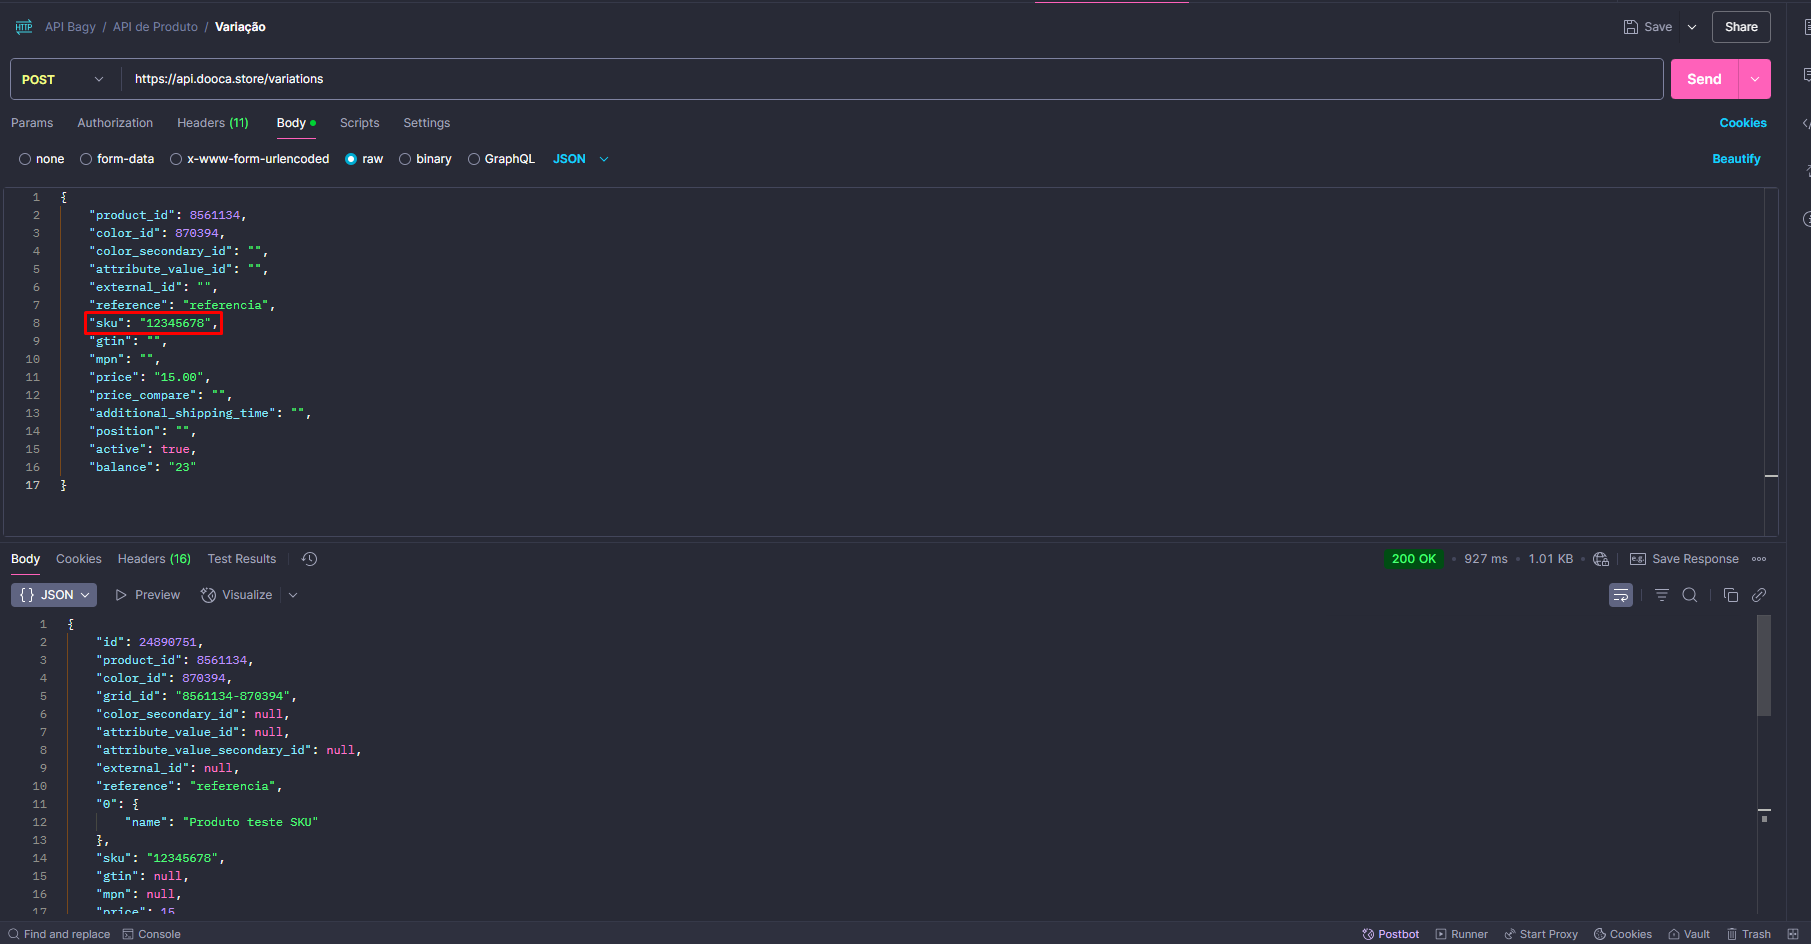 HTTP API Bagy / API de Produto / Variação Save Share
POST https://api.dooca.store/variations Send
Params Authorization Headers (11) Body Scripts Settings Cookies
none form-data x-www-form-urlencoded raw binary GraphQL JSON Beautify
1 {
2 "product_id": 8561134,
3 "color_id": 870394,
4 "color_secondary_id": "",
5 "attribute_value_id": "",
6 "external_id": "",
7 "reference": "referencia",
8 "sku": "12345678",
9 "gtin": "",
10 "mpn": "",
11 "price": "15.00",
12 "price_compare": "",
13 "additional_shipping_time": "",
14 "position": "",
15 "active": true,
16 "balance": "23"
17 }
Body Cookies Headers (16) Test Results 200 OK • 927 ms • 1.01 KB • e.g. Save Response
{} JSON Preview Visualize
1 {
2 "id": 24890751,
3 "product_id": 8561134,
4 "color_id": 870394,
5 "grid_id": "8561134-870394",
6 "color_secondary_id": null,
7 "attribute_value_id": null,
8 "attribute_value_secondary_id": null,
9 "external_id": null,
10 "reference": "referencia",
11 "0": {
12 "name": "Produto teste SKU"
13 },
14 "sku": "12345678",
15 "gtin": null,
16 "mpn": null,
17 "price": 15
Find and replace Console Postbot Runner Start Proxy Cookies Vault Trash